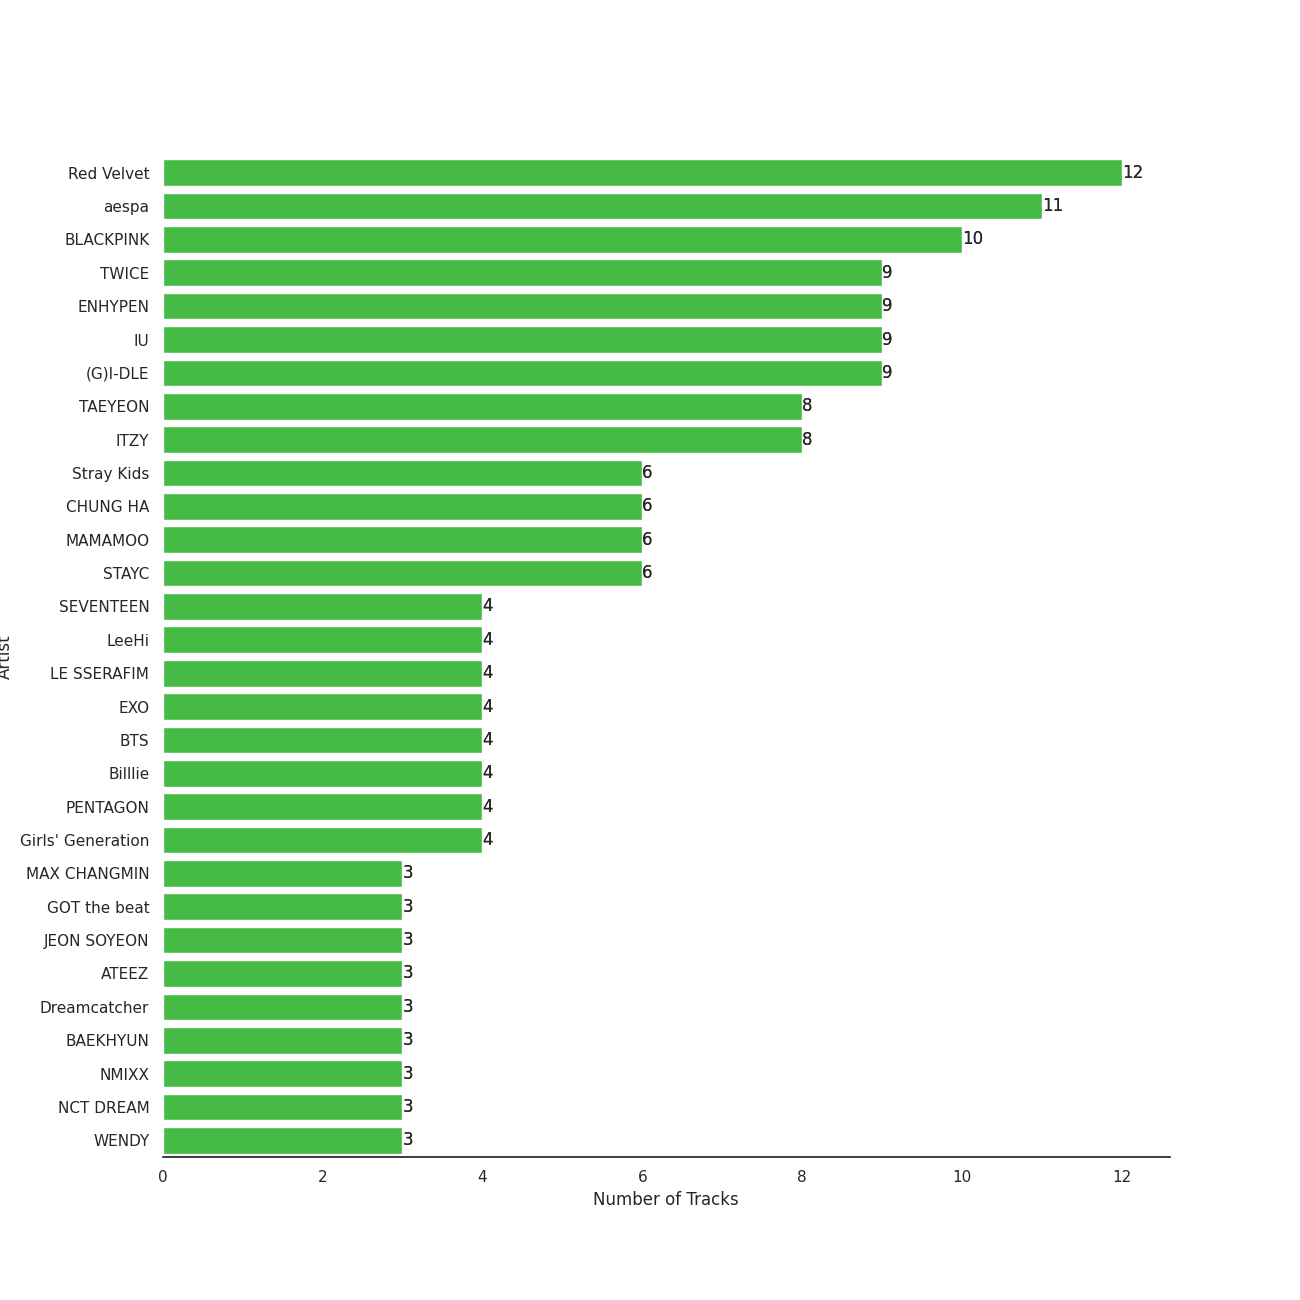 Red Velvet 12
aespa 11
BLACKPINK 10
TWICE 9
ENHYPEN 9
IU 9
(G)I-DLE 9
TAEYEON 8
ITZY 8
Stray Kids 6
CHUNG HA 6
MAMAMOO 6
STAYC 6
SEVENTEEN 4
LeeHi 4
LE SSERAFIM 4
EXO 4
BTS 4
Billlie 4
PENTAGON 4
Girls' Generation 4
MAX CHANGMIN 3
GOT the beat 3
JEON SOYEON 3
ATEEZ 3
Dreamcatcher 3
BAEKHYUN 3
NMIXX 3
NCT DREAM 3
WENDY 3
Artist
0 2 4 6 8 10 12
Number of Tracks